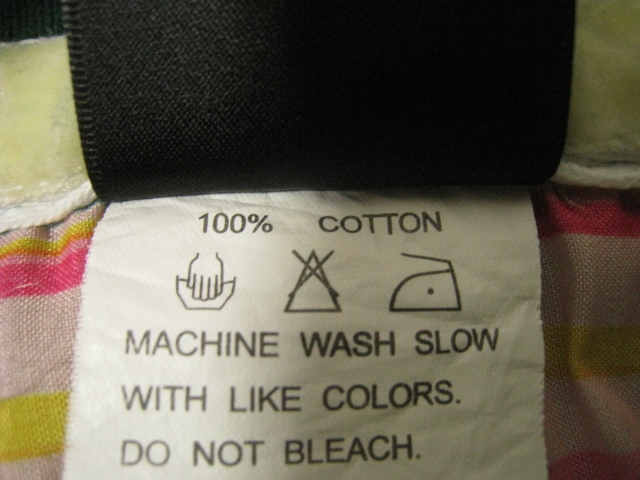 100% COTTON
MACHINE WASH SLOW
WITH LIKE COLORS.
DO NOT BLEACH.